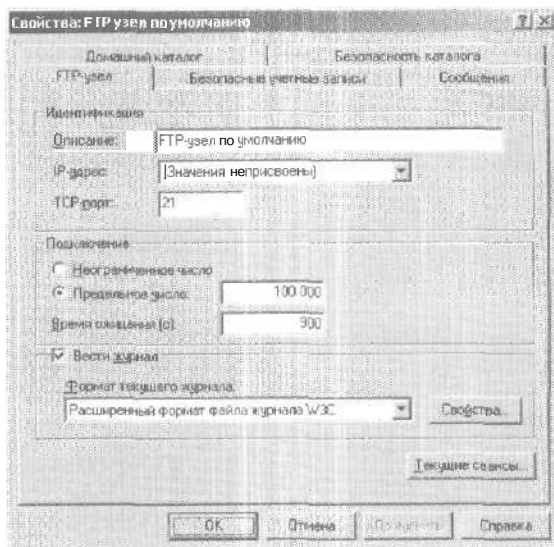 Свойства: FTP узел по умолчанию
Домашний каталог
Безопасность каталога
FTP-узел
Безопасные учетные записи
Сообщения
Идентификация
Описание:
FTP-узел по умолчанию
IP-адрес:
(Значения неприсвоены)
TCP-порт:
21
Подключение
Неограниченное число
Предельное число:
100 000
Время ожидания (с):
900
Вести журнал
Формат текущего журнала:
Расширенный формат файла журнала W3C
Свойства...
Текущие сеансы...
OK
Отмена
Применить
Справка